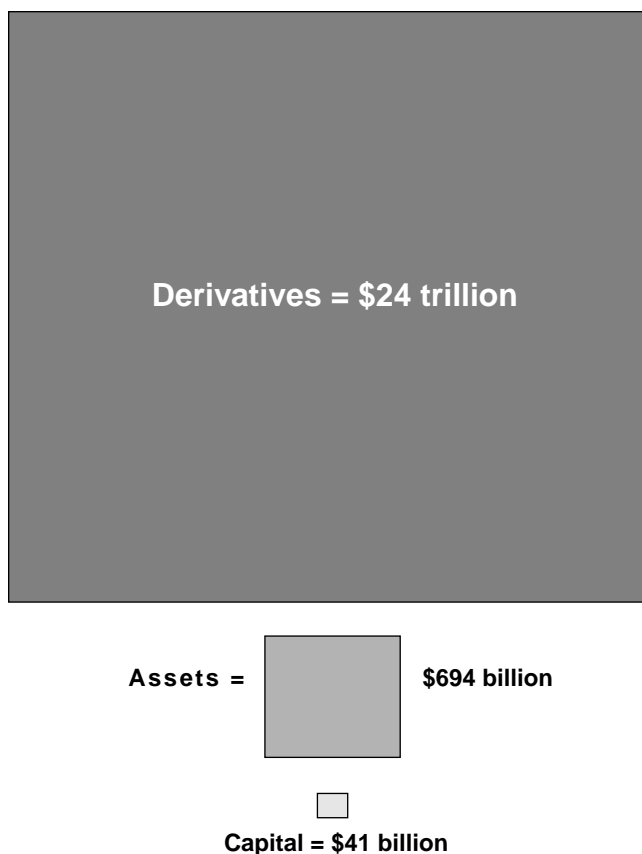 Derivatives = $24 trillion
Assets = $694 billion
Capital = $41 billion